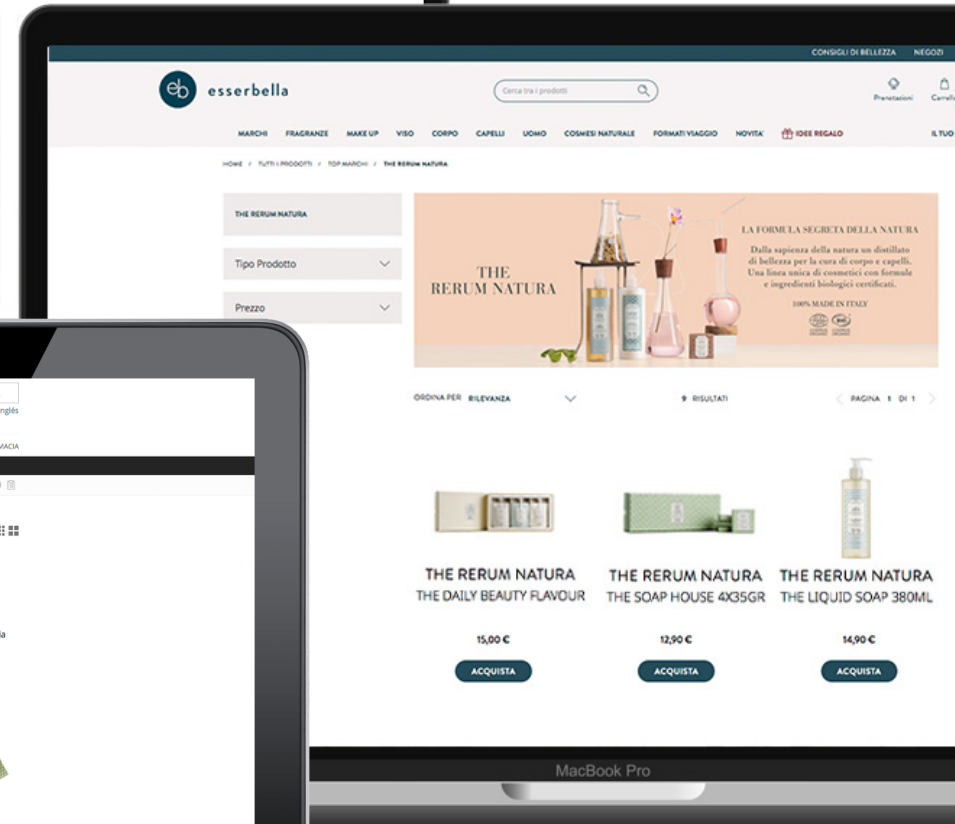 CONSIGLI DI BELLEZZA NEGOZI
eb esserbella
Cerca tra i prodotti
Prenotazioni Carrello
MARCHI FRAGRANZE MAKE UP VISO CORPO CAPELLI UOMO COSMESI NATURALE FORMATI VIAGGIO NOVITA' IDEE REGALO IL TUO
HOME / TUTTI I PRODOTTI / TOP MARCHI / THE RERUM NATURA
THE RERUM NATURA
Tipo Prodotto
Prezzo
THE
RERUM NATURA
LA FORMULA SEGRETA DELLA NATURA
Dalla sapienza della natura un distillato
di bellezza per la cura di corpo e capelli.
Una linea unica di cosmetici con formule
e ingredienti biologici certificati.
100% MADE IN ITALY
ORDINA PER RILEVANZA
9 RISULTATI
PAGINA 1 DI 1
THE RERUM NATURA
THE DAILY BEAUTY FLAVOUR
15,00 €
ACQUISTA
THE RERUM NATURA
THE SOAP HOUSE 4X35GR
12,90 €
ACQUISTA
THE RERUM NATURA
THE LIQUID SOAP 380ML
14,90 €
ACQUISTA
MacBook Pro
nglés
MACIA